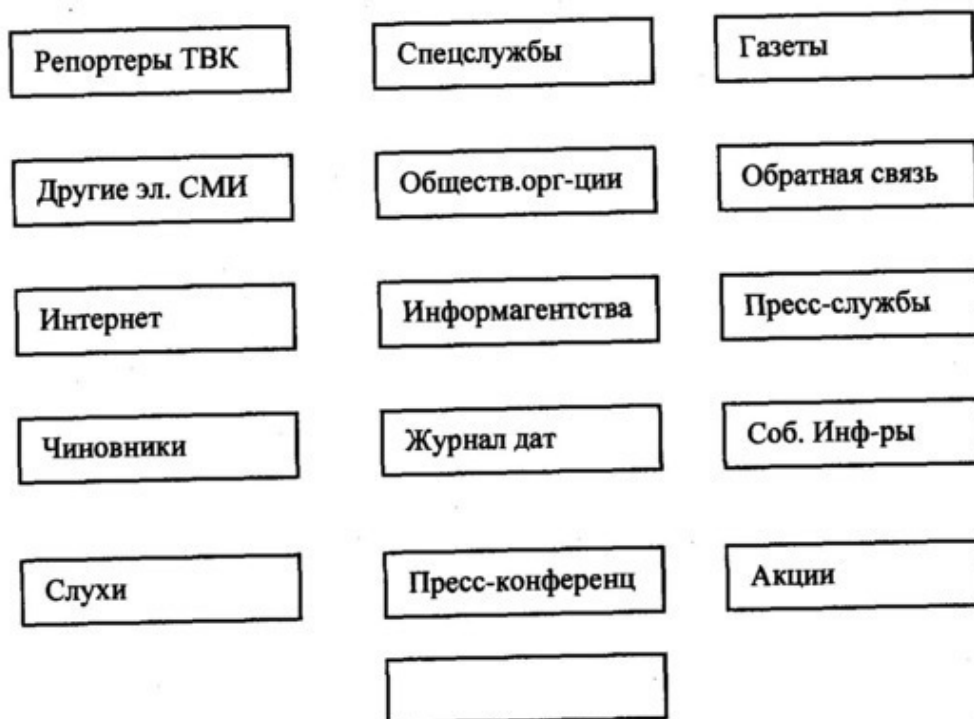 Репортеры ТВК
Спецслужбы
Газеты
Другие эл. СМИ
Обществ.орг-ции
Обратная связь
Интернет
Информагентства
Пресс-службы
Чиновники
Журнал дат
Соб. Инф-ры
Слухи
Пресс-конференц
Акции